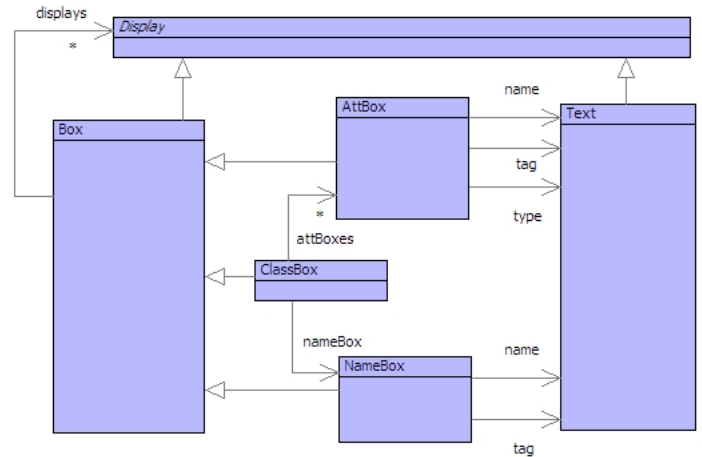 displays
*
Display
Box
AttBox
Text
name
tag
type
*
attBoxes
ClassBox
nameBox
NameBox
name
tag